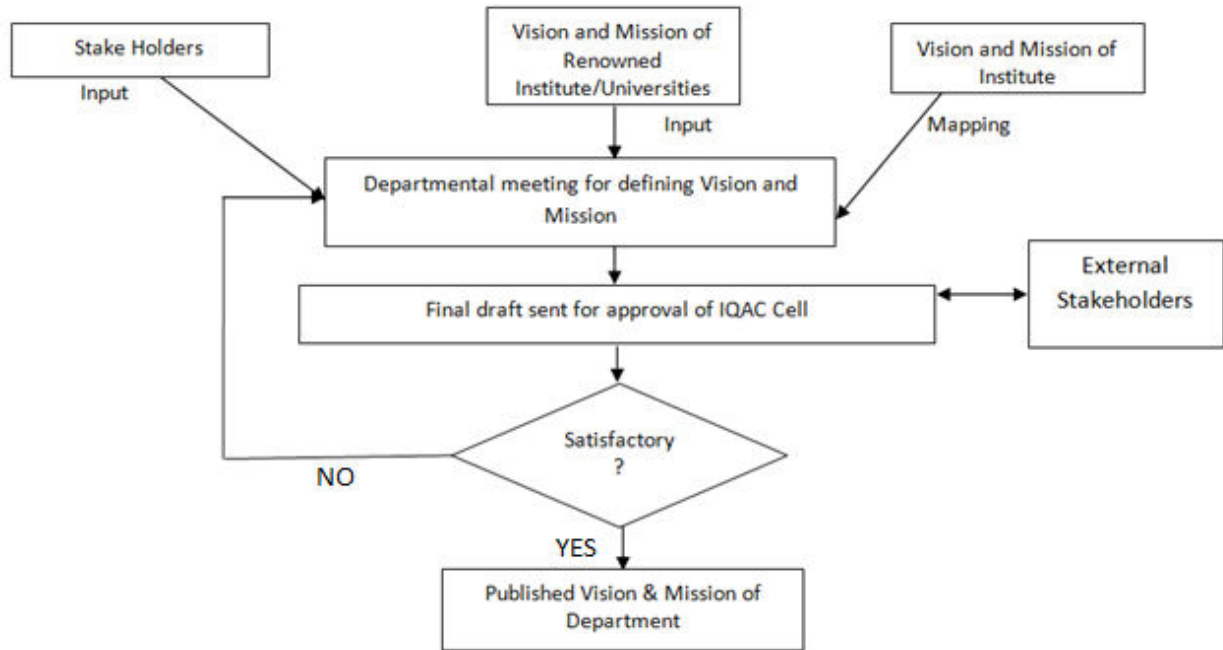 Stake Holders
Vision and Mission of
Renowned
Institute/Universities
Vision and Mission of
Institute
Input
Input
Mapping
Departmental meeting for defining Vision and
Mission
Final draft sent for approval of IQAC Cell
External
Stakeholders
Satisfactory
?
NO
YES
Published Vision & Mission of
Department